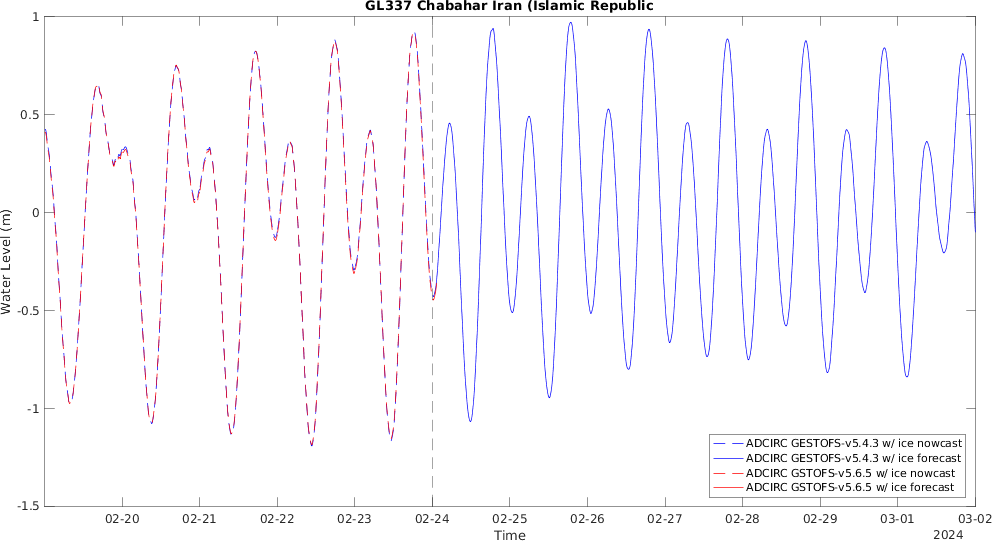 GL337 Chabahar Iran (Islamic Republic
1
0.5
0
-0.5
-1
-1.5
Water Level (m)
02-20 02-21 02-22 02-23 02-24 02-25 02-26 02-27 02-28 02-29 03-01 03-02
Time
2024
ADCIRC GESTOFS-v5.4.3 w/ ice nowcast
ADCIRC GESTOFS-v5.4.3 w/ ice forecast
ADCIRC GSTOFS-v5.6.5 w/ ice nowcast
ADCIRC GSTOFS-v5.6.5 w/ ice forecast